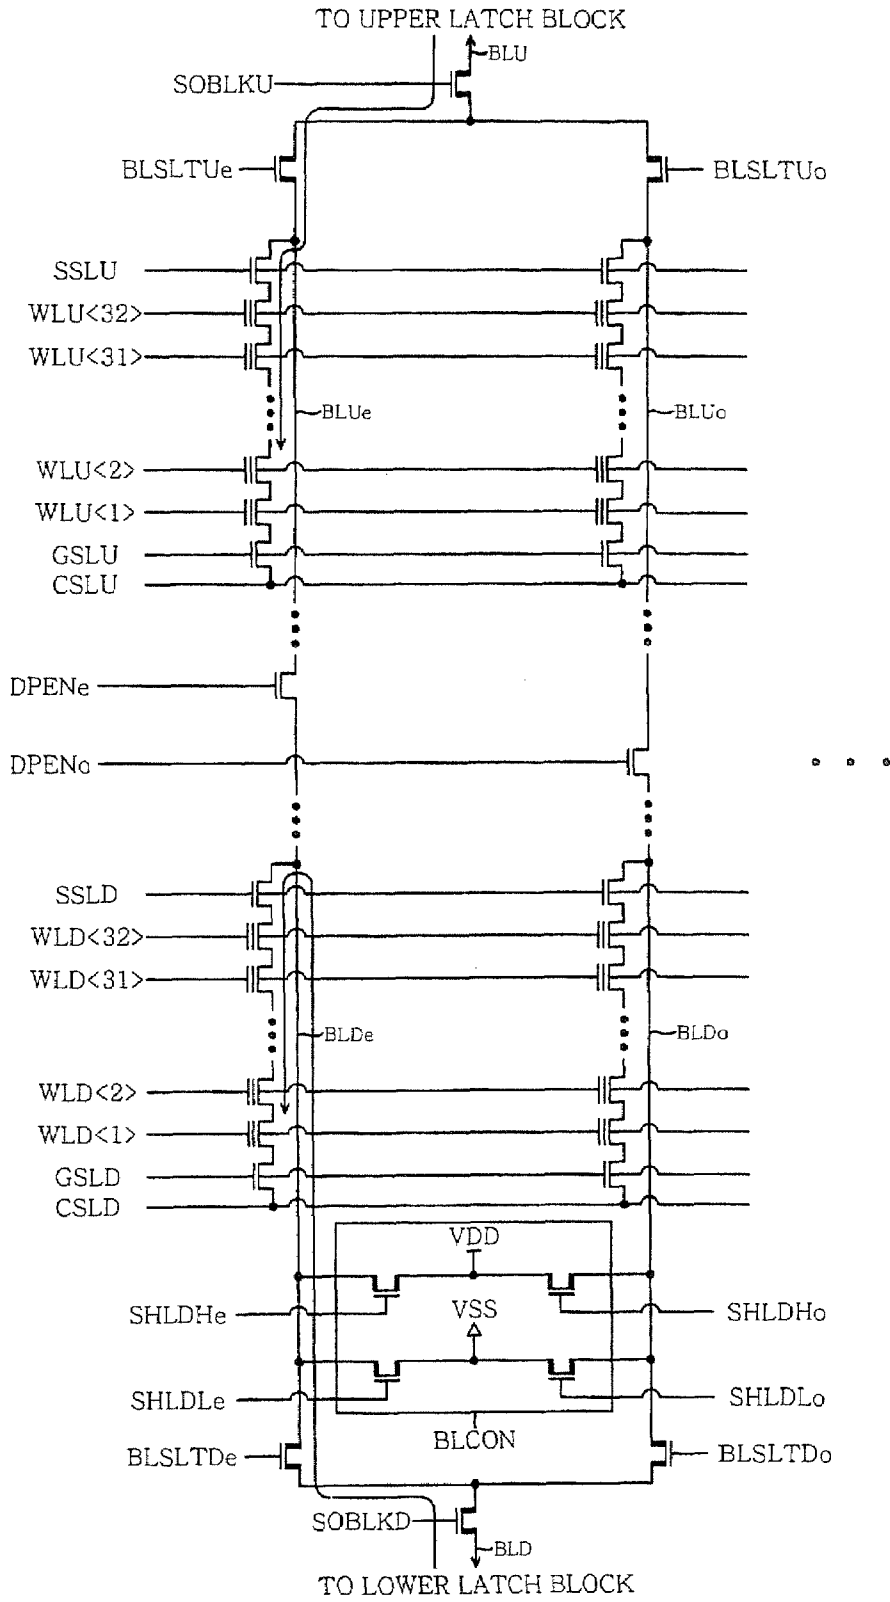 TO UPPER LATCH BLOCK
BLU
SOBLKU
BLSLTUe
BLSLTUo
SSLU
WLU<32>
WLU<31>
BLUe
BLUo
WLU<2>
WLU<1>
GSLU
CSLU
DPENe
DPENo
SSLD
WLD<32>
WLD<31>
BLDe
BLDo
WLD<2>
WLD<1>
GSLD
CSLD
VDD
SHLDHe
VSS
SHLDHo
SHLDLe
SHLDLo
BLCON
BLSLTDe
BLSLTDo
SOBLKD
BLD
TO LOWER LATCH BLOCK